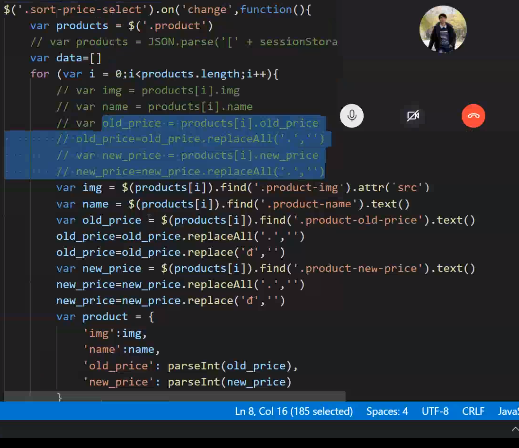 $('.sort-price-select').on('change',function(){
var products = $('.product')
// var products = JSON.parse('[' + sessionStora
var data=[]
for (var i = 0;i<products.length;i++){
// var img = products[i].img
// var name = products[i].name
// var old_price = products[i].old_price
// old_price=old_price.replaceAll('.','')
// var new_price = products[i].new_price
// new_price=new_price.replaceAll('.','')
var img = $(products[i]).find('.product-img').attr('src')
var name = $(products[i]).find('.product-name').text()
var old_price = $(products[i]).find('.product-old-price').text()
old_price=old_price.replaceAll('.','')
old_price=old_price.replace('đ','')
var new_price = $(products[i]).find('.product-new-price').text()
new_price=new_price.replaceAll('.','')
new_price=new_price.replace('đ','')
var product = {
'img':img,
'name':name,
'old_price': parseInt(old_price),
'new_price': parseInt(new_price)
}
Ln 8, Col 16 (185 selected) Spaces: 4 UTF-8 CRLF JavaS